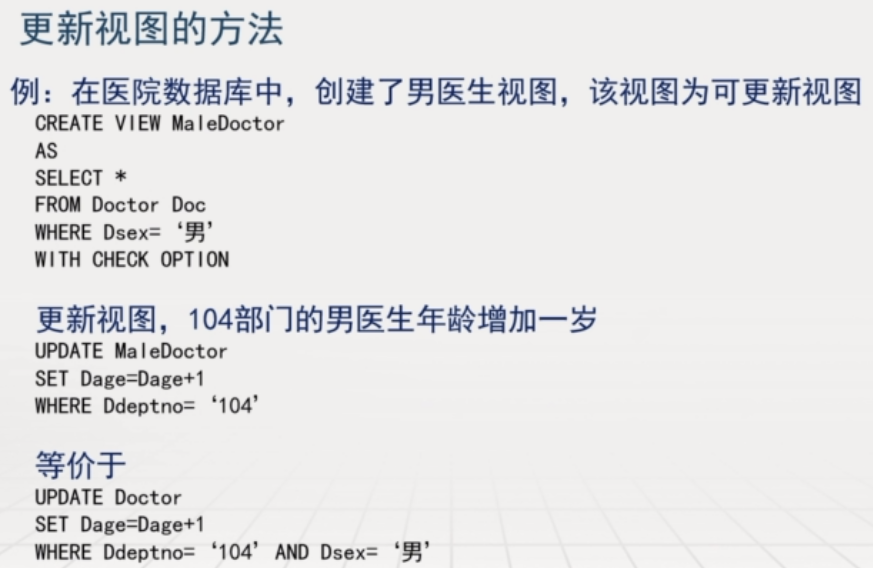 更新视图的方法
例：在医院数据库中，创建了男医生视图，该视图为可更新视图
CREATE VIEW MaleDoctor
AS
SELECT *
FROM Doctor Doc
WHERE Dsex= ‘男’
WITH CHECK OPTION
更新视图，104部门的男医生年龄增加一岁
UPDATE MaleDoctor
SET Dage=Dage+1
WHERE Ddeptno= ‘104’
等价于
UPDATE Doctor
SET Dage=Dage+1
WHERE Ddeptno= ‘104’ AND Dsex= ‘男’